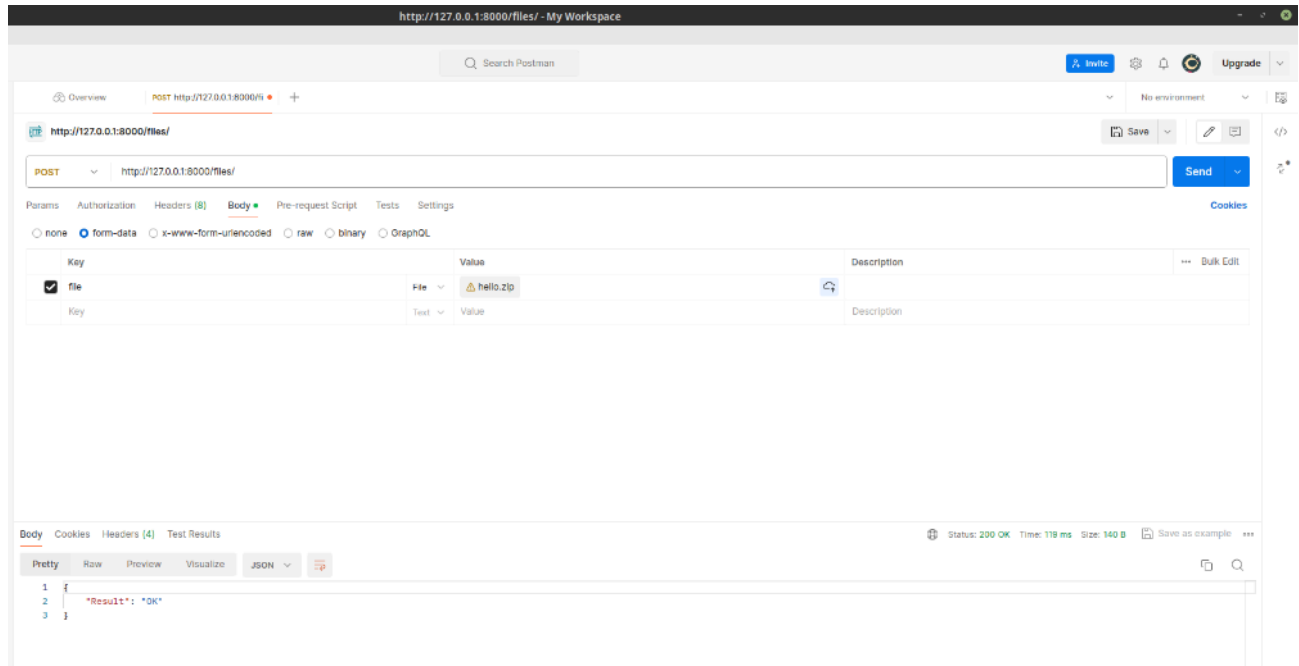 http://127.0.0.1:8000/files/ - My Workspace
Search Postman
Invite
Upgrade
Overview
POST http://127.0.0.1:8000/fi
No environment
http://127.0.0.1:8000/files/
Save
POST http://127.0.0.1:8000/files/
Send
Params Authorization Headers (8) Body Pre-request Script Tests Settings
Cookies
none form-data x-www-form-urlencoded raw binary GraphQL
Key Value Description ••• Bulk Edit
file File hello.zip
Key Text Value Description
Body Cookies Headers (4) Test Results
Status: 200 OK Time: 119 ms Size: 140 B Save as example
Pretty Raw Preview Visualize JSON
1 {
2 "Result": "OK"
3 }